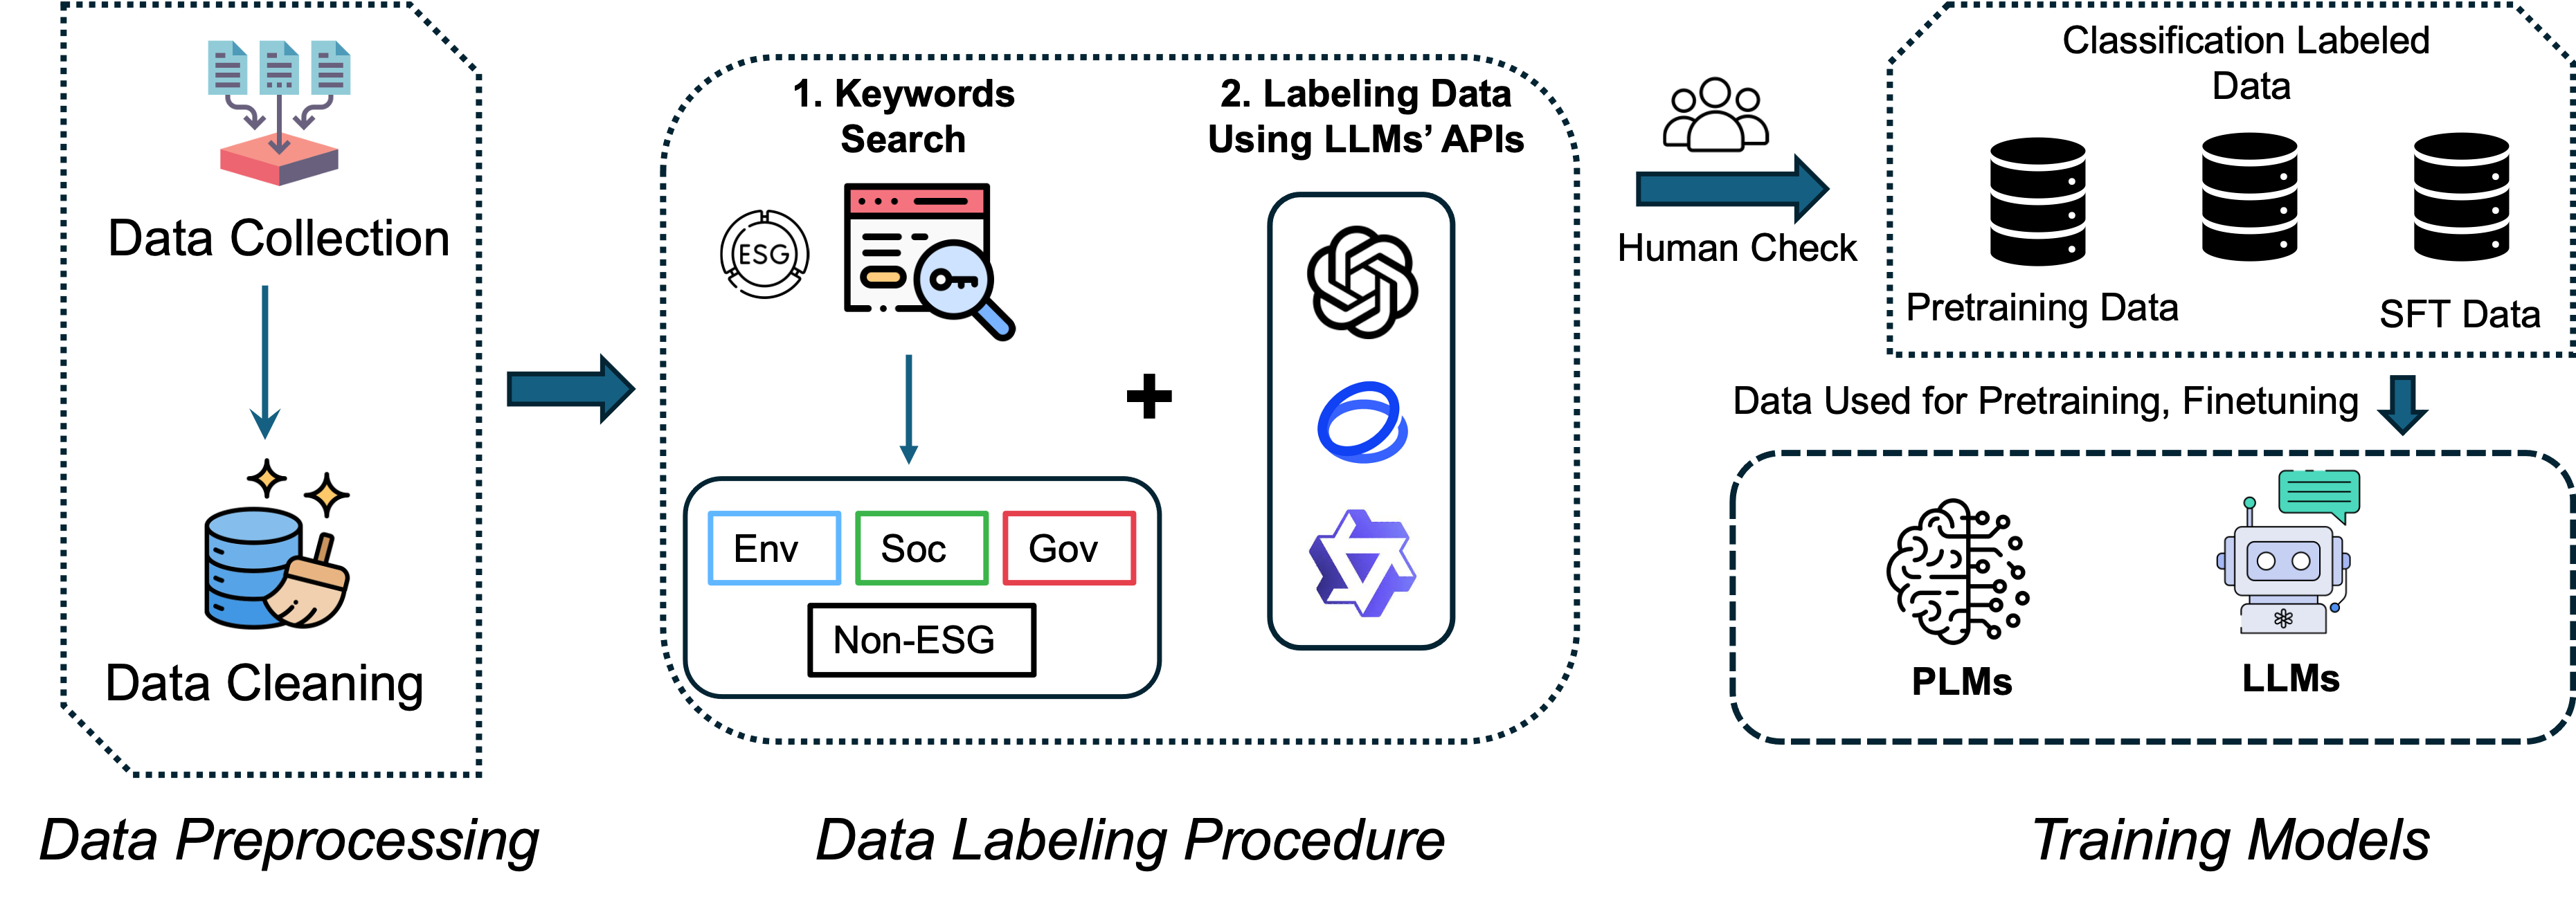 Data Collection
Data Cleaning
Data Preprocessing
1. Keywords
Search
ESG
Env
Soc
Gov
Non-ESG
+
2. Labeling Data
Using LLMs’ APIs
Data Labeling Procedure
Human Check
Classification Labeled
Data
Pretraining Data
SFT Data
Data Used for Pretraining, Finetuning
PLMs
LLMs
Training Models